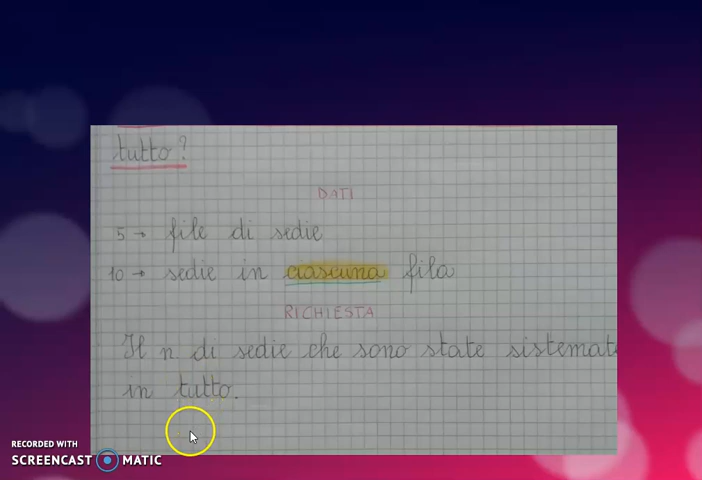 tutto?
DATI
5 → file di sedie
10 → sedie in ciascuna fila
RICHIESTA
Il n di sedie che sono state sistemate
in tutto.
RECORDED WITH
SCREENCAST MATIC